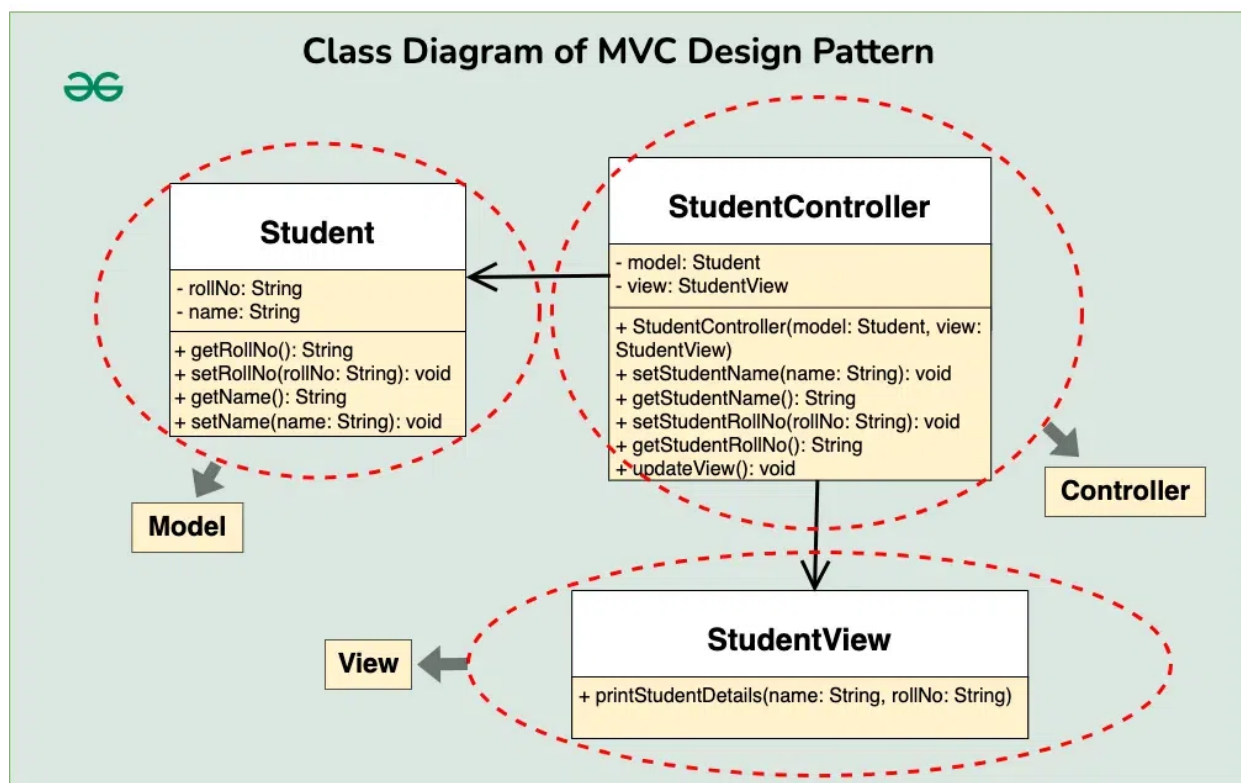 Class Diagram of MVC Design Pattern
Student
- rollNo: String
- name: String
+ getRollNo(): String
+ setRollNo(rollNo: String): void
+ getName(): String
+ setName(name: String): void
Model
StudentController
- model: Student
- view: StudentView
+ StudentController(model: Student, view:
StudentView)
+ setStudentName(name: String): void
+ getStudentName(): String
+ setStudentRollNo(rollNo: String): void
+ getStudentRollNo(): String
+ updateView(): void
Controller
StudentView
+ printStudentDetails(name: String, rollNo: String)
View